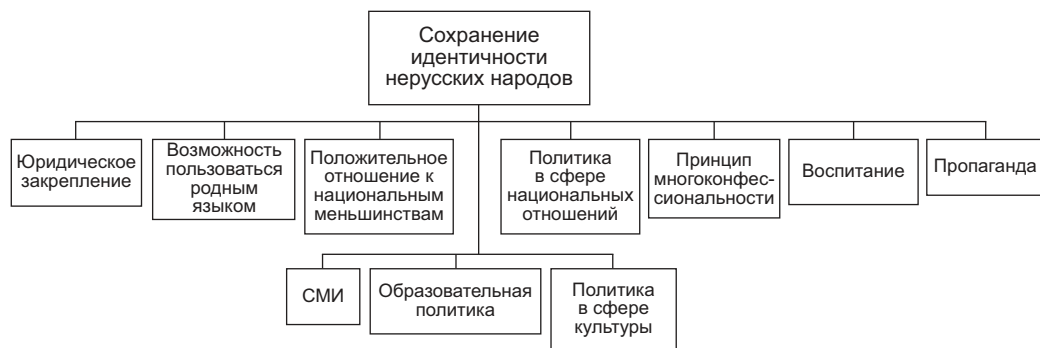 Сохранение
идентичности
нерусских народов
Юридическое
закрепление
Возможность
пользоваться
родным
языком
Положительное
отношение к
национальным
меньшинствам
Политика
в сфере
национальных
отношений
Принцип
многоконфес-
сиональности
Воспитание
Пропаганда
СМИ
Образовательная
политика
Политика
в сфере
культуры